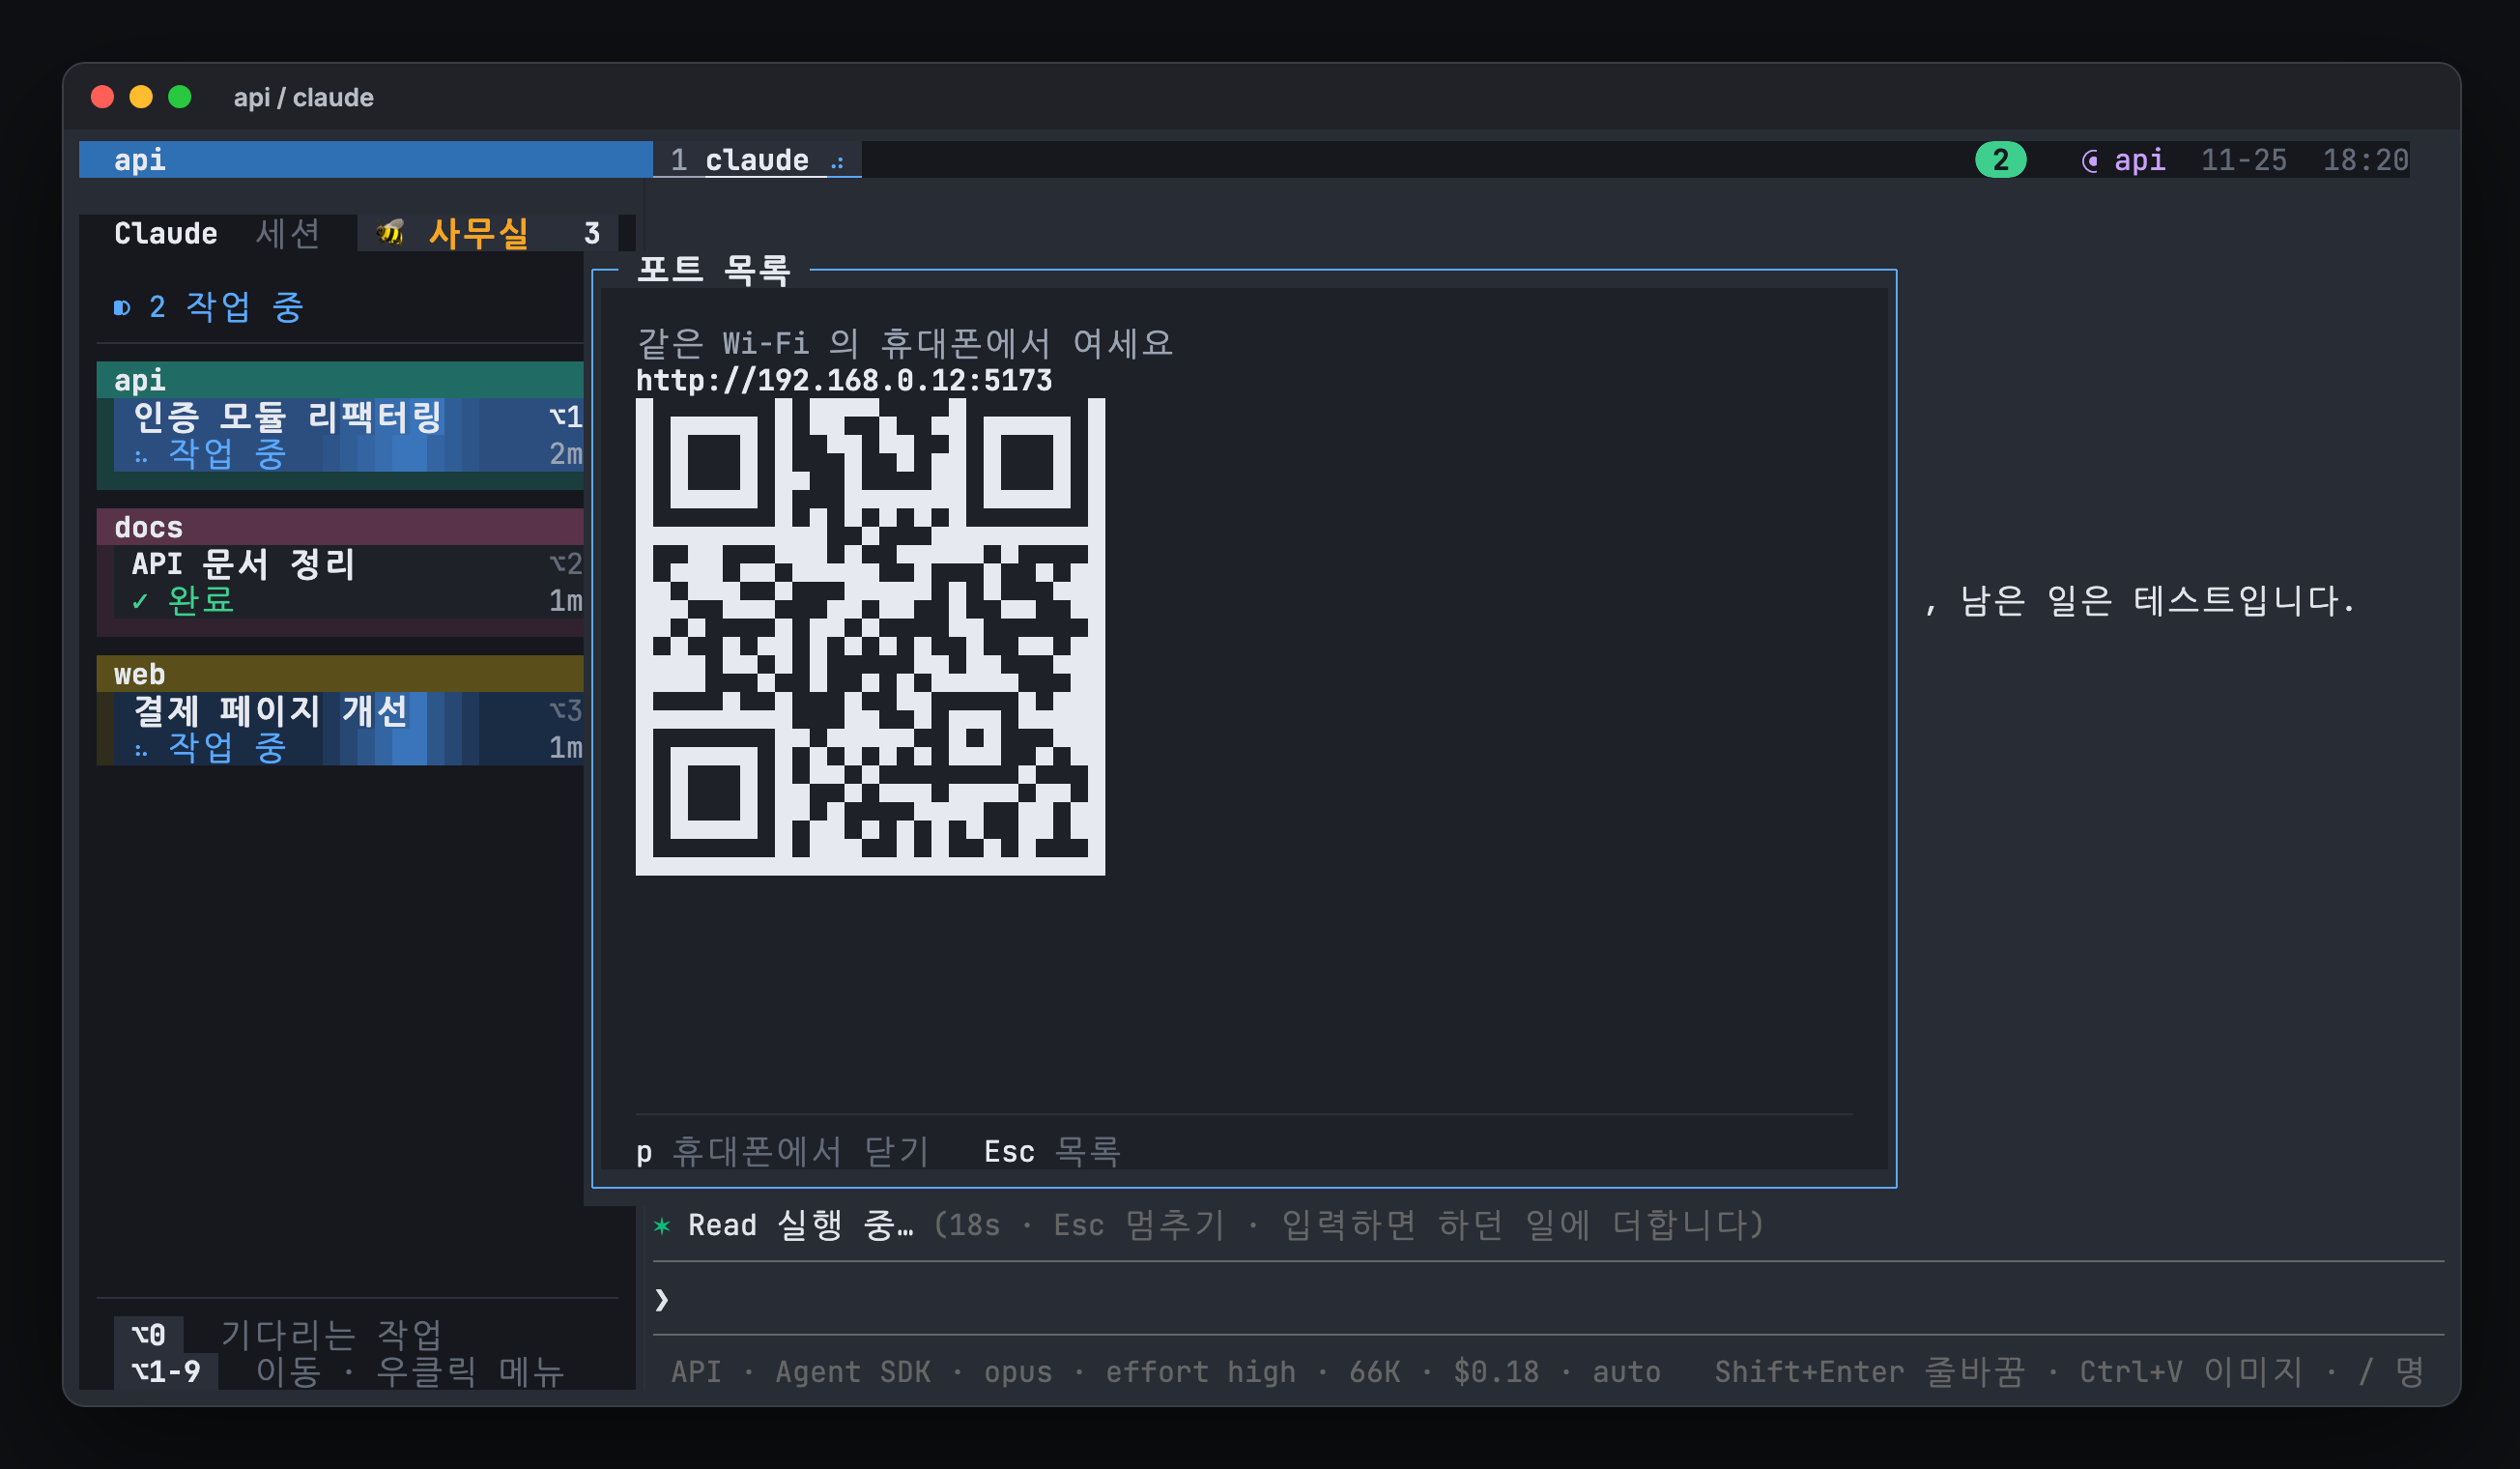 api / claude
api
1 claude
2 api 11-25 18:20
Claude 세션 🐝 사무실 3
2 작업 중
api
인증 모듈 리팩터링 ⌥1
작업 중 2m
docs
API 문서 정리 ⌥2
✓ 완료 1m
web
결제 페이지 개선 ⌥3
작업 중 1m
⌥0 기다리는 작업
⌥1-9 이동 · 우클릭 메뉴
포트 목록
같은 Wi-Fi 의 휴대폰에서 여세요
http://192.168.0.12:5173
p 휴대폰에서 닫기 Esc 목록
, 남은 일은 테스트입니다.
✶ Read 실행 중… (18s · Esc 멈추기 · 입력하면 하던 일에 더합니다)
❯
API · Agent SDK · opus · effort high · 66K · $0.18 · auto Shift+Enter 줄바꿈 · Ctrl+V 이미지 · / 명